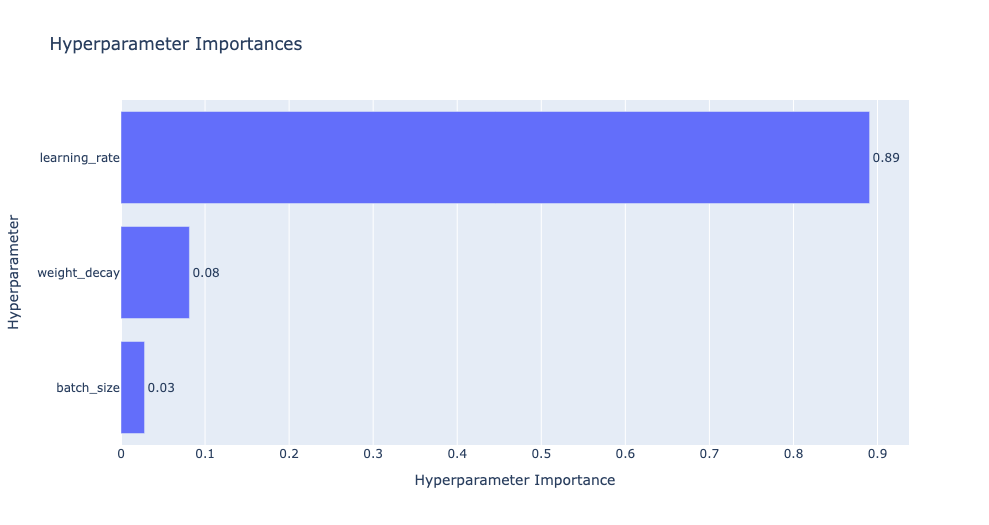 Hyperparameter Importances
Hyperparameter
learning_rate 0.89
weight_decay 0.08
batch_size 0.03
0 0.1 0.2 0.3 0.4 0.5 0.6 0.7 0.8 0.9
Hyperparameter Importance